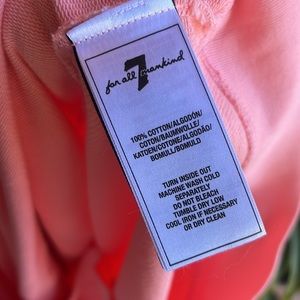 7
for all mankind
100% COTTON/ALGODÓN/
COTON/BAUMWOLLE/
KATOEN/COTONE/ALGODÃO/
BOMULL/BOMULD
TURN INSIDE OUT
MACHINE WASH COLD
SEPARATELY
DO NOT BLEACH
TUMBLE DRY LOW
COOL IRON IF NECESSARY
OR DRY CLEAN